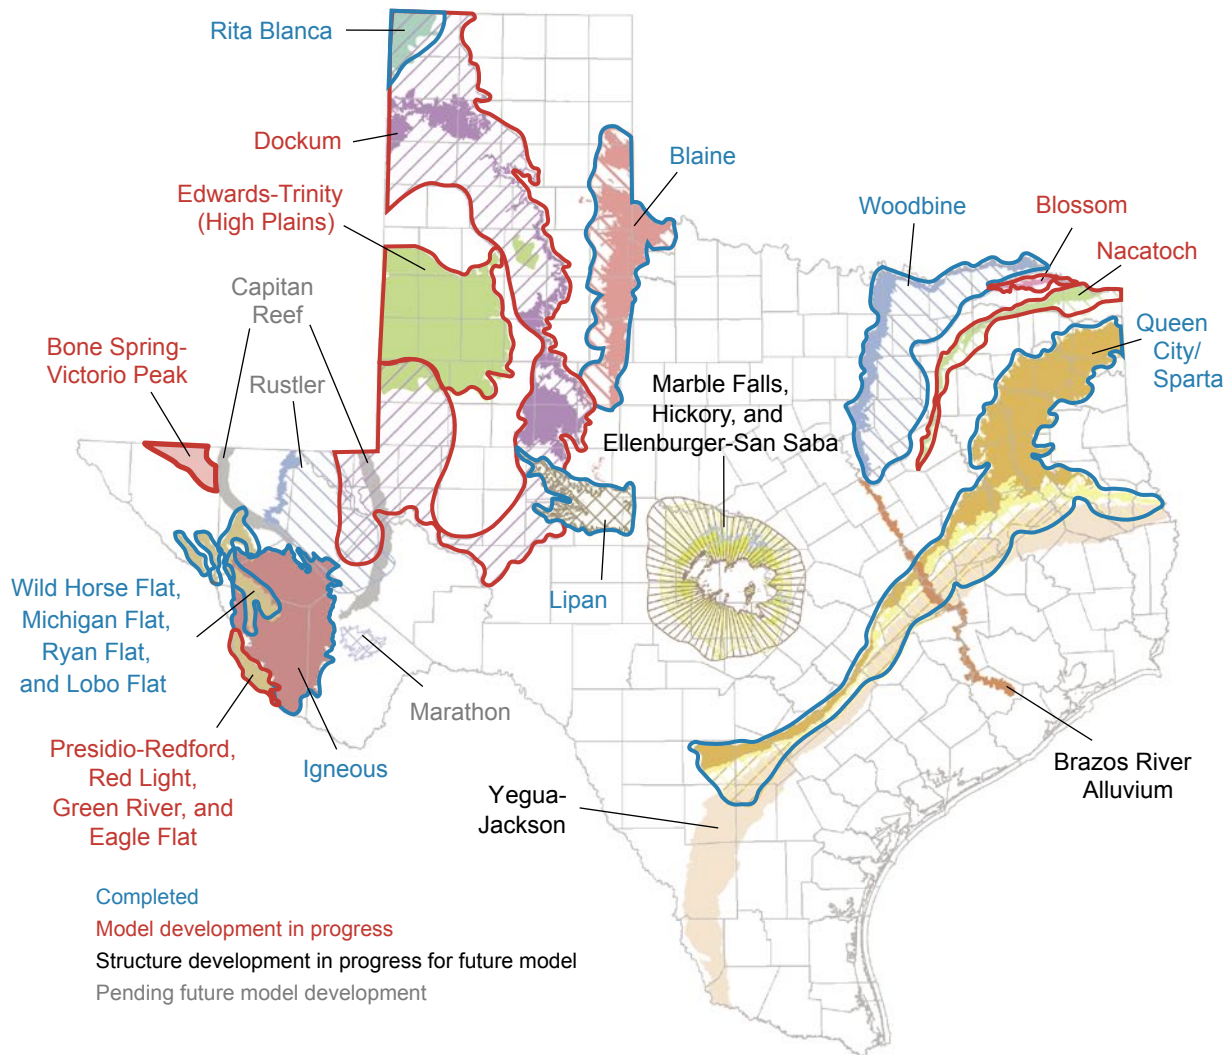 Rita Blanca
Dockum
Edwards-Trinity
(High Plains)
Blaine
Woodbine
Blossom
Nacatoch
Capitan
Reef
Bone Spring-
Victorio Peak
Rustler
Queen
City/
Sparta
Marble Falls,
Hickory, and
Ellenburger-San Saba
Wild Horse Flat,
Michigan Flat,
Ryan Flat,
and Lobo Flat
Lipan
Marathon
Presidio-Redford,
Red Light,
Green River, and
Eagle Flat
Igneous
Yegua-
Jackson
Brazos River
Alluvium
Completed
Model development in progress
Structure development in progress for future model
Pending future model development